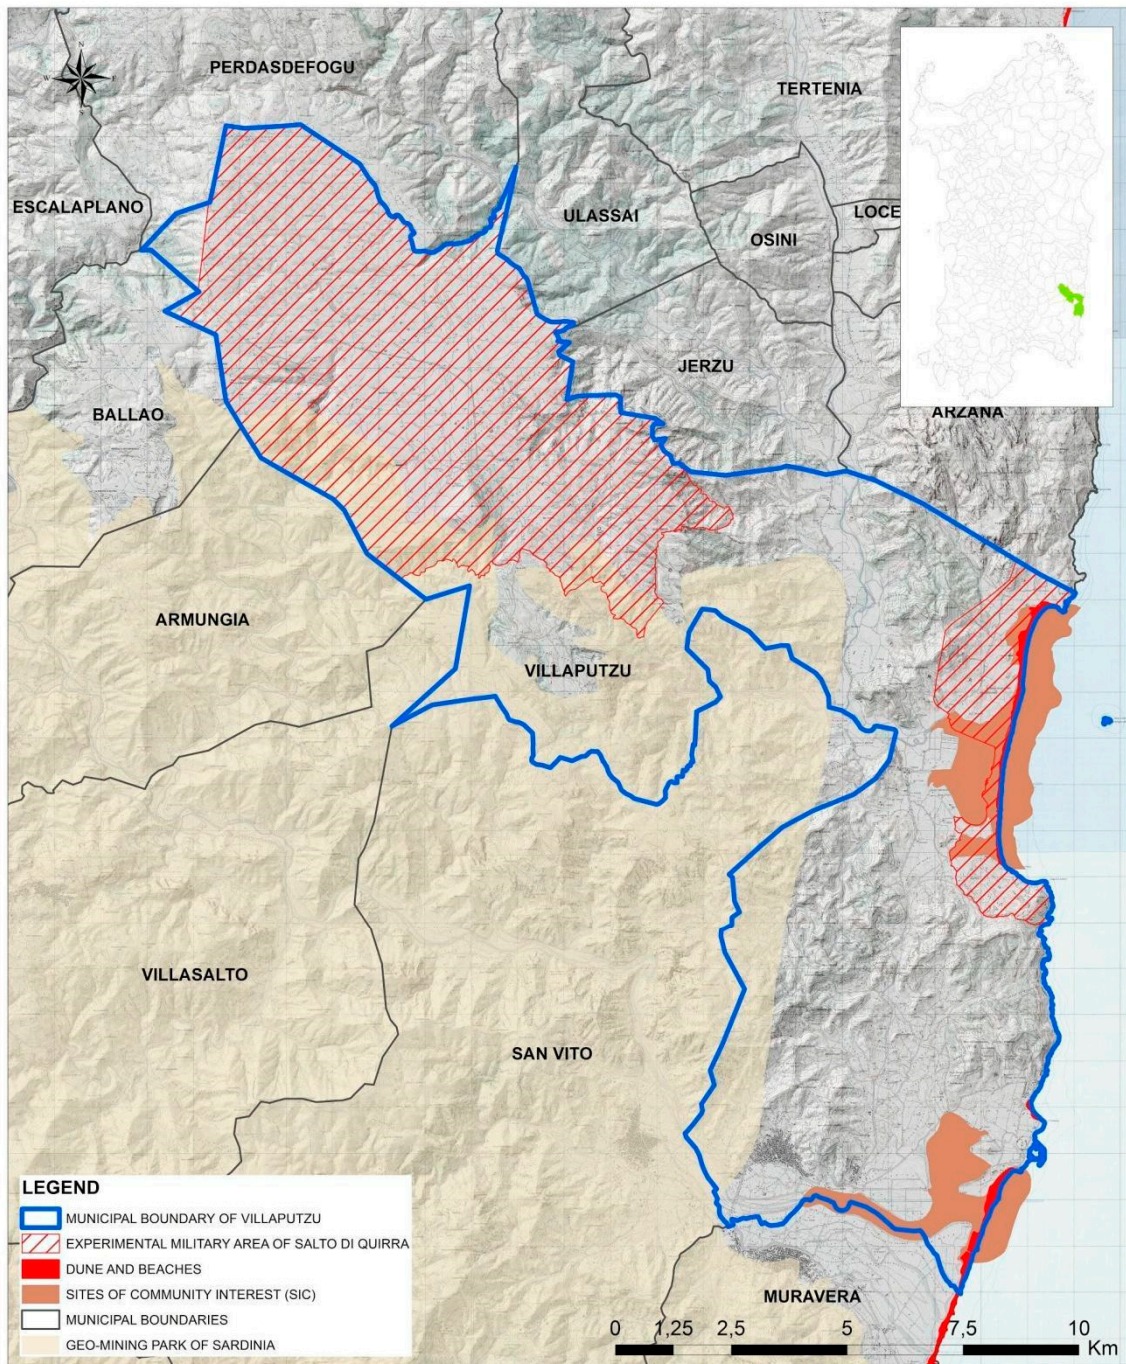 N
W
E
S
PERDASDEFOGU
TERTENIA
ESCALAPLANO
ULASSAI
LOCE
OSINI
JERZU
ARZANA
BALLAO
ARMUNGIA
VILLAPUTZU
VILLASALTO
SAN VITO
MURAVERA
LEGEND
MUNICIPAL BOUNDARY OF VILLAPUTZU
EXPERIMENTAL MILITARY AREA OF SALTO DI QUIRRA
DUNE AND BEACHES
SITES OF COMMUNITY INTEREST (SIC)
MUNICIPAL BOUNDARIES
GEO-MINING PARK OF SARDINIA
0 1,25 2,5 5 7,5 10
Km